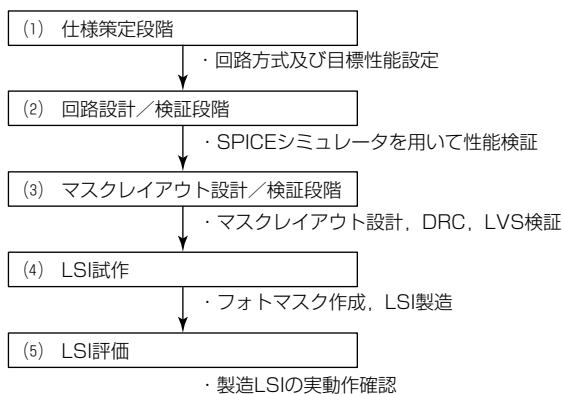 (1) 仕様策定段階
・回路方式及び目標性能設定
(2) 回路設計／検証段階
・SPICEシミュレータを用いて性能検証
(3) マスクレイアウト設計／検証段階
・マスクレイアウト設計，DRC，LVS検証
(4) LSI試作
・フォトマスク作成，LSI製造
(5) LSI評価
・製造LSIの実動作確認